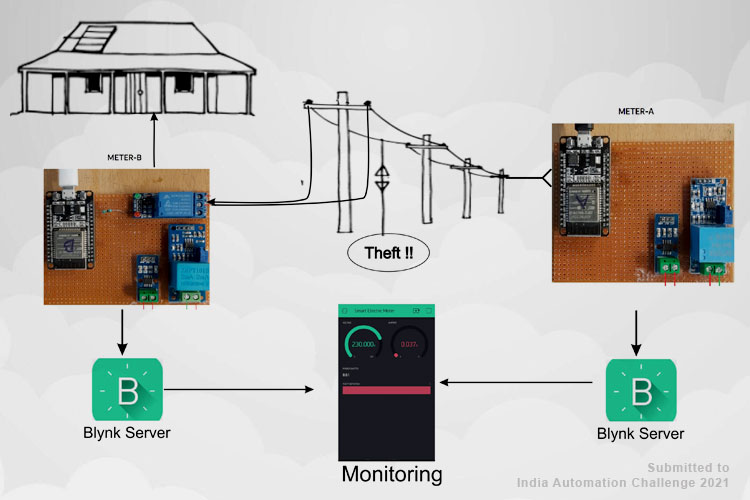 METER-A
METER-B
Theft !!
Smart Electric Meter
230.000
0.037
B
Blynk Server
B
Blynk Server
Monitoring
Submitted to
India Automation Challenge 2021